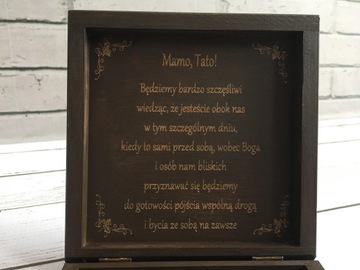 Mamo, Tato!
Będziemy bardzo szczęśliwi
wiedząc, że jesteście obok nas
w tym szczególnym dniu,
kiedy to sami przed sobą, wobec Boga
i osób nam bliskich
przyznawać się będziemy
do gotowości pójścia wspólną drogą
i bycia ze sobą na zawsze